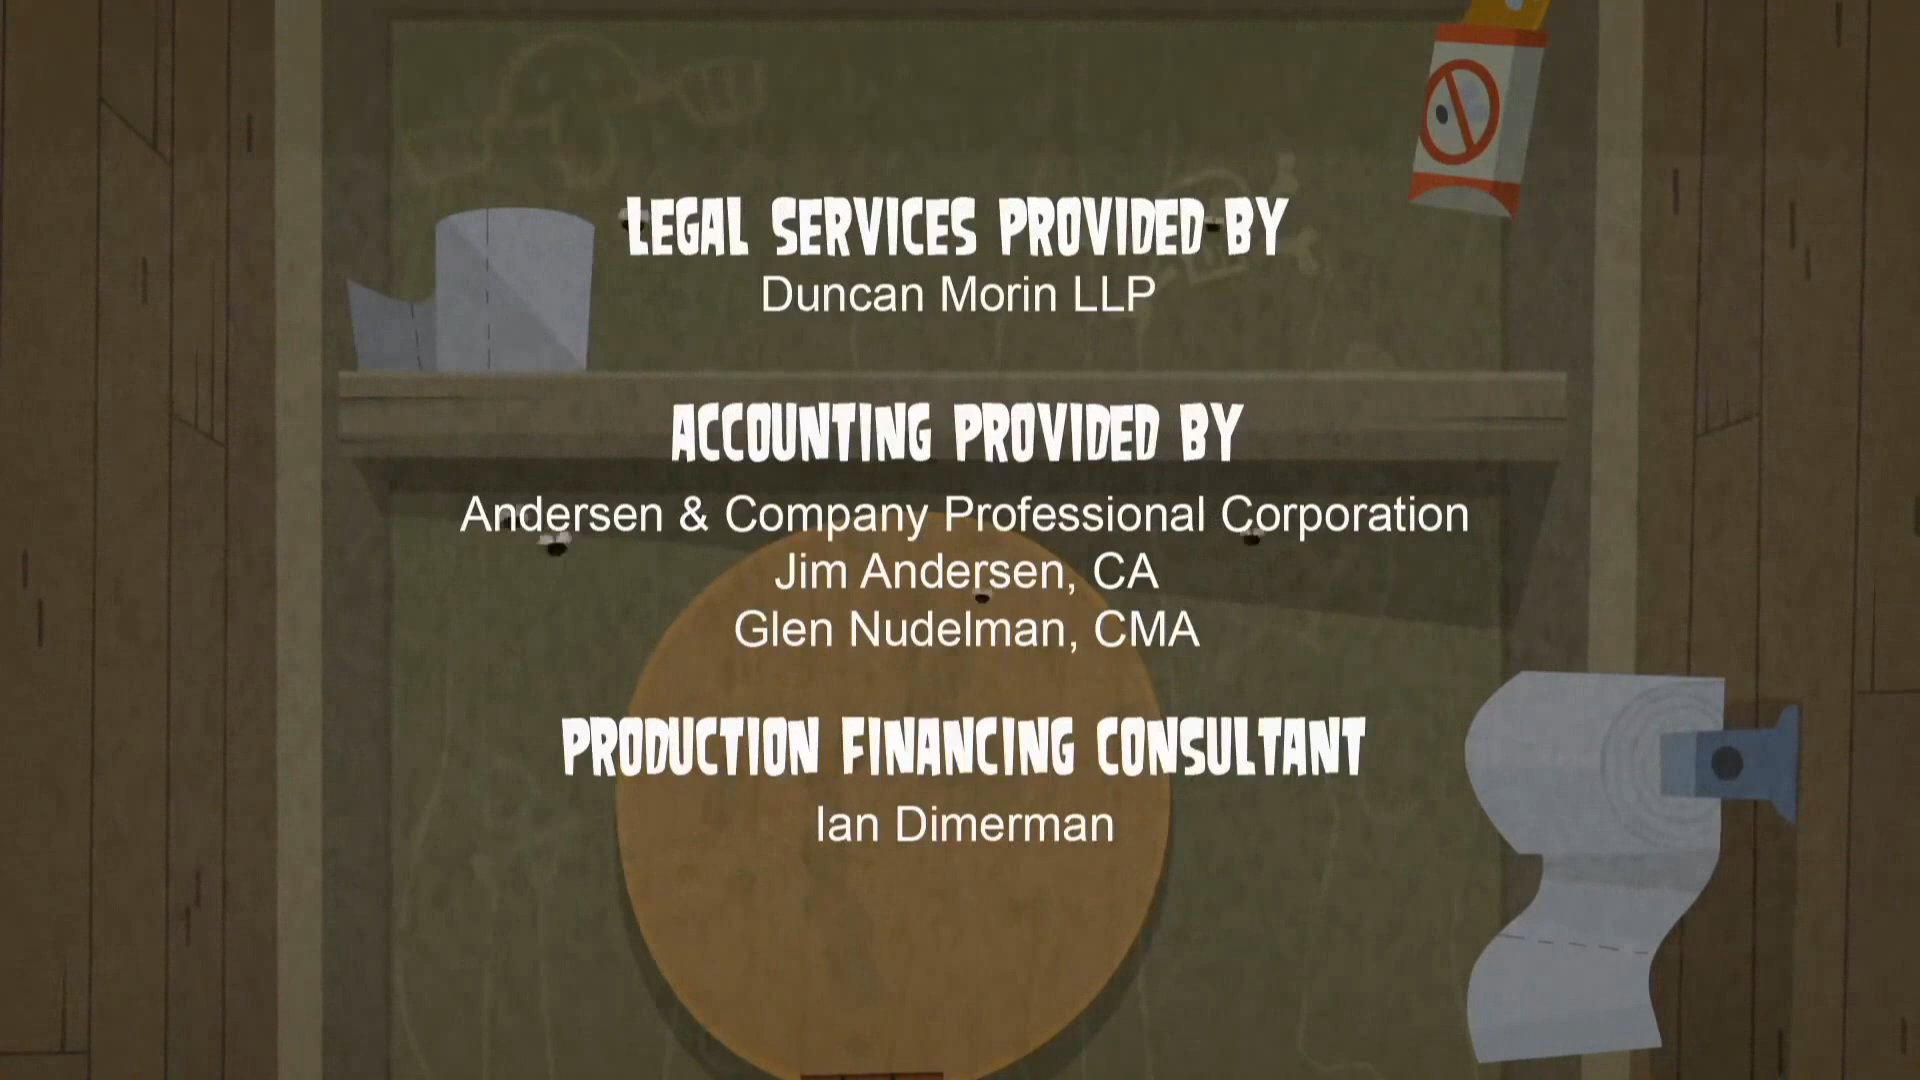 LEGAL SERVICES PROVIDED BY
Duncan Morin LLP
ACCOUNTING PROVIDED BY
Andersen & Company Professional Corporation
Jim Andersen, CA
Glen Nudelman, CMA
PRODUCTION FINANCING CONSULTANT
Ian Dimerman